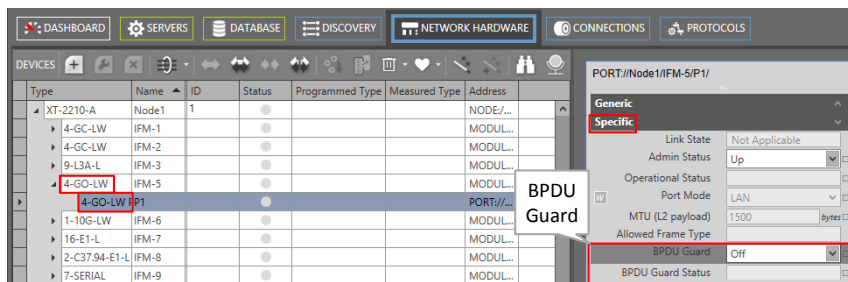 DASHBOARD SERVERS DATABASE DISCOVERY NETWORK HARDWARE CONNECTIONS PROTOCOLS
DEVICES
PORT://Node1/IFM-5/P1/
Type Name ID Status Programmed Type Measured Type Address
Generic
XT-2210-A Node1 1 NODE:/...
Specific
4-GC-LW IFM-1 MODUL...
Link State Not Applicable
4-GC-LW IFM-2 MODUL...
Admin Status Up
9-L3A-L IFM-3 MODUL...
Operational Status
4-GO-LW IFM-5 MODUL...
W Port Mode LAN
4-GO-LW P1 PORT://...
BPDU
Guard
MTU (L2 payload) 1500 bytes
1-10G-LW IFM-6 MODUL...
Allowed Frame Type
16-E1-L IFM-7 MODUL...
BPDU Guard Off
2-C37.94-E1-L IFM-8 MODUL...
BPDU Guard Status
7-SERIAL IFM-9 MODUL...